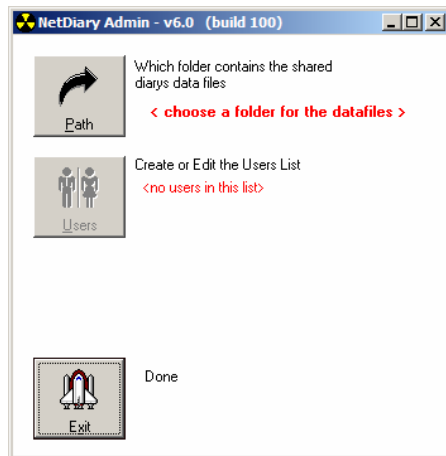 NetDiary Admin - v6.0 (build 100)
Which folder contains the shared
diarys data files
< choose a folder for the datafiles >
Path
Create or Edit the Users List
<no users in this list>
Users
Done
Exit